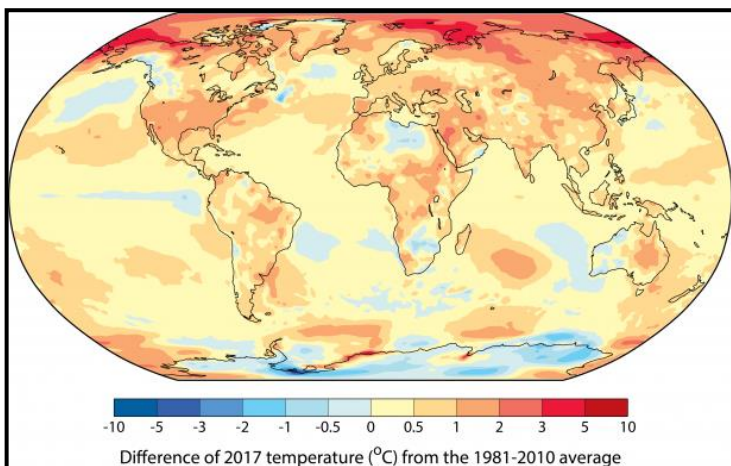 -10 -5 -3 -2 -1 -0.5 0 0.5 1 2 3 5 10
Difference of 2017 temperature (°C) from the 1981-2010 average